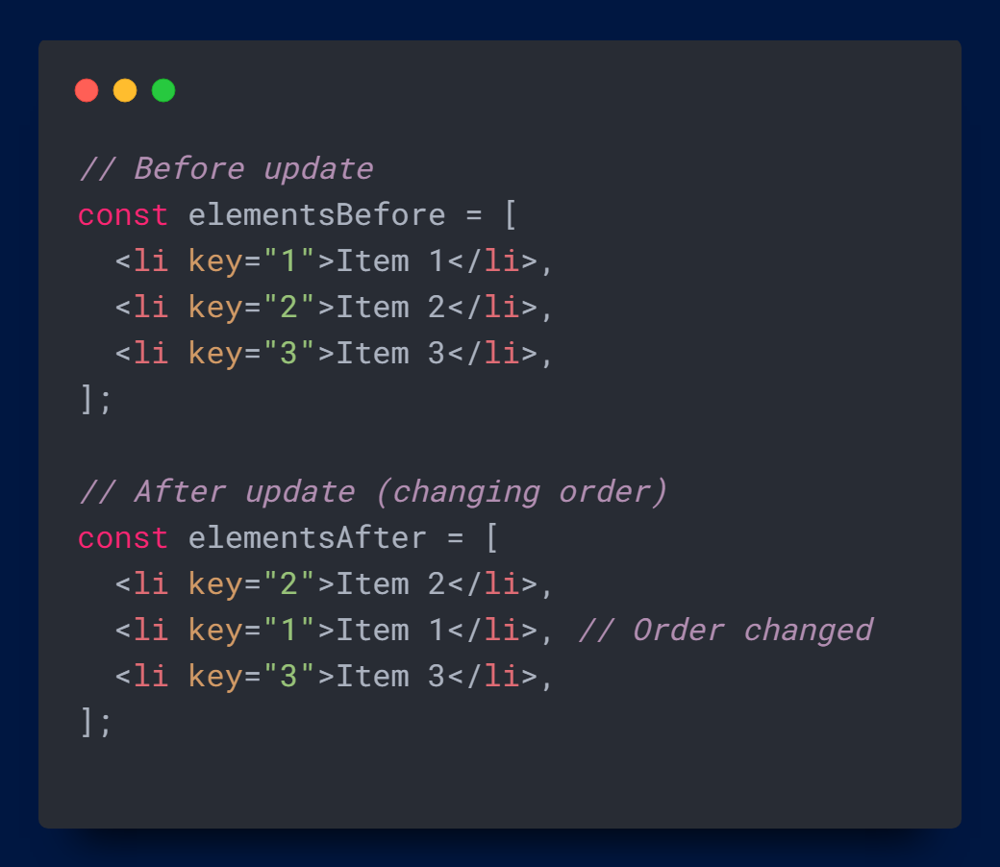 // Before update
const elementsBefore = [
  <li key="1">Item 1</li>,
  <li key="2">Item 2</li>,
  <li key="3">Item 3</li>,
];

// After update (changing order)
const elementsAfter = [
  <li key="2">Item 2</li>,
  <li key="1">Item 1</li>, // Order changed
  <li key="3">Item 3</li>,
];